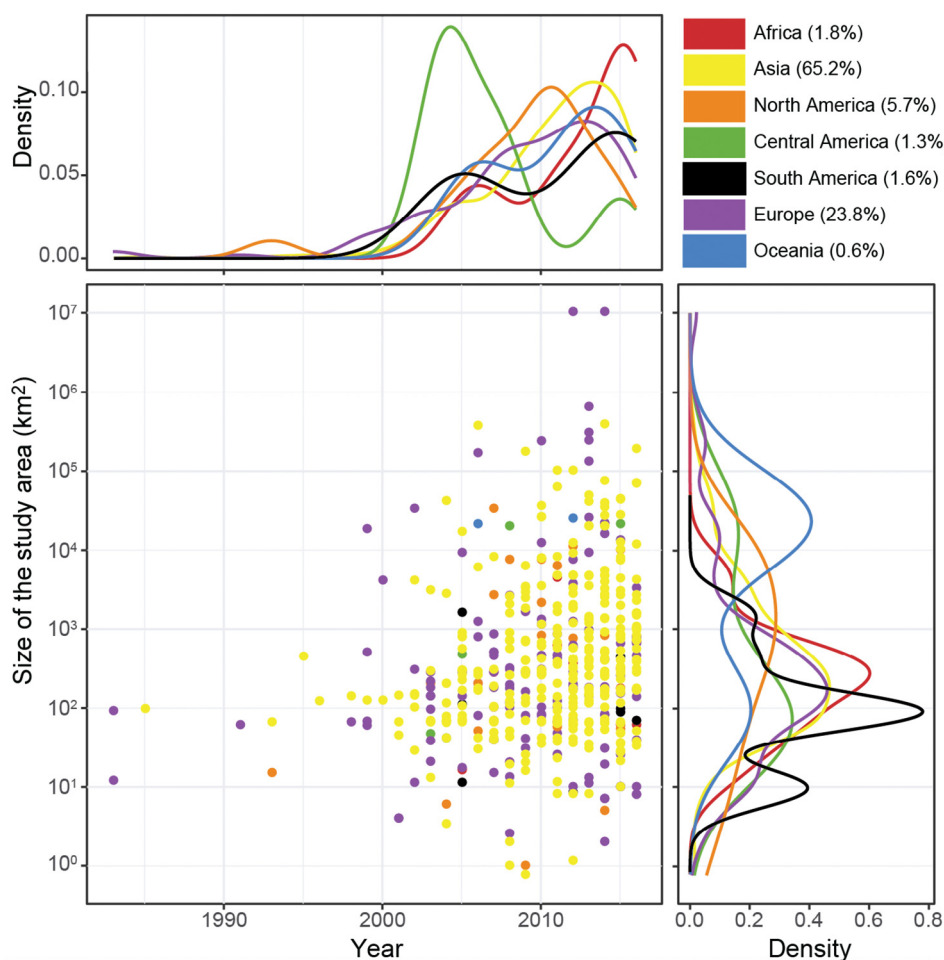 Density
0.10
0.05
0.00
Africa (1.8%)
Asia (65.2%)
North America (5.7%)
Central America (1.3%
South America (1.6%)
Europe (23.8%)
Oceania (0.6%)
Size of the study area (km²)
10⁷
10⁶
10⁵
10⁴
10³
10²
10¹
10⁰
1990 2000 2010
Year
0.0 0.2 0.4 0.6 0.8
Density